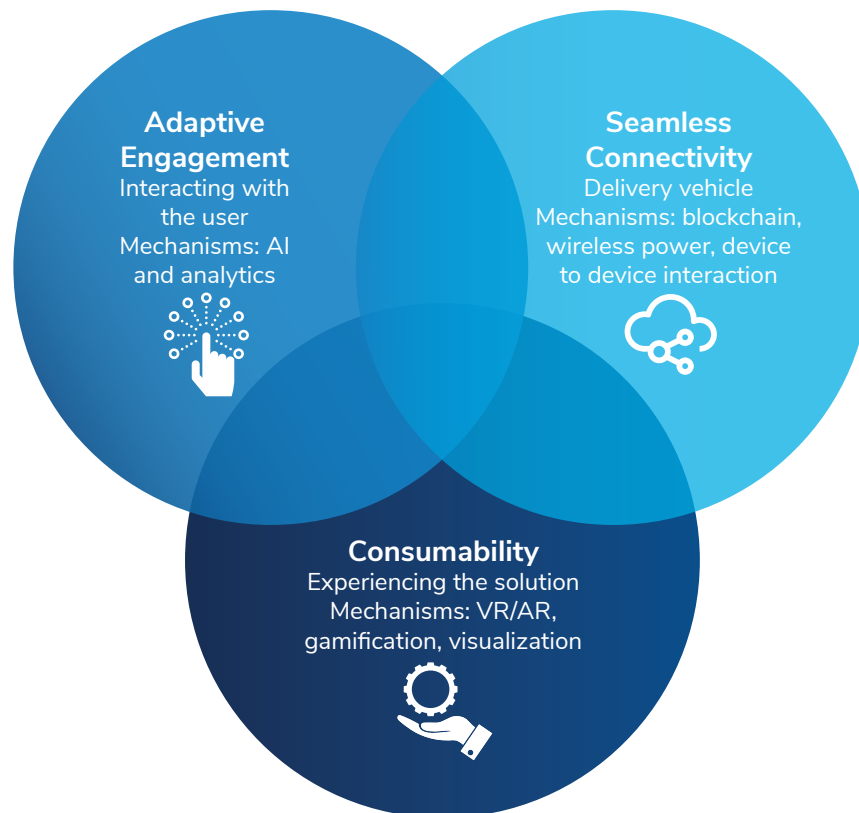 Adaptive
Engagement
Interacting with
the user
Mechanisms: AI
and analytics
Seamless
Connectivity
Delivery vehicle
Mechanisms: blockchain,
wireless power, device
to device interaction
Consumability
Experiencing the solution
Mechanisms: VR/AR,
gamification, visualization